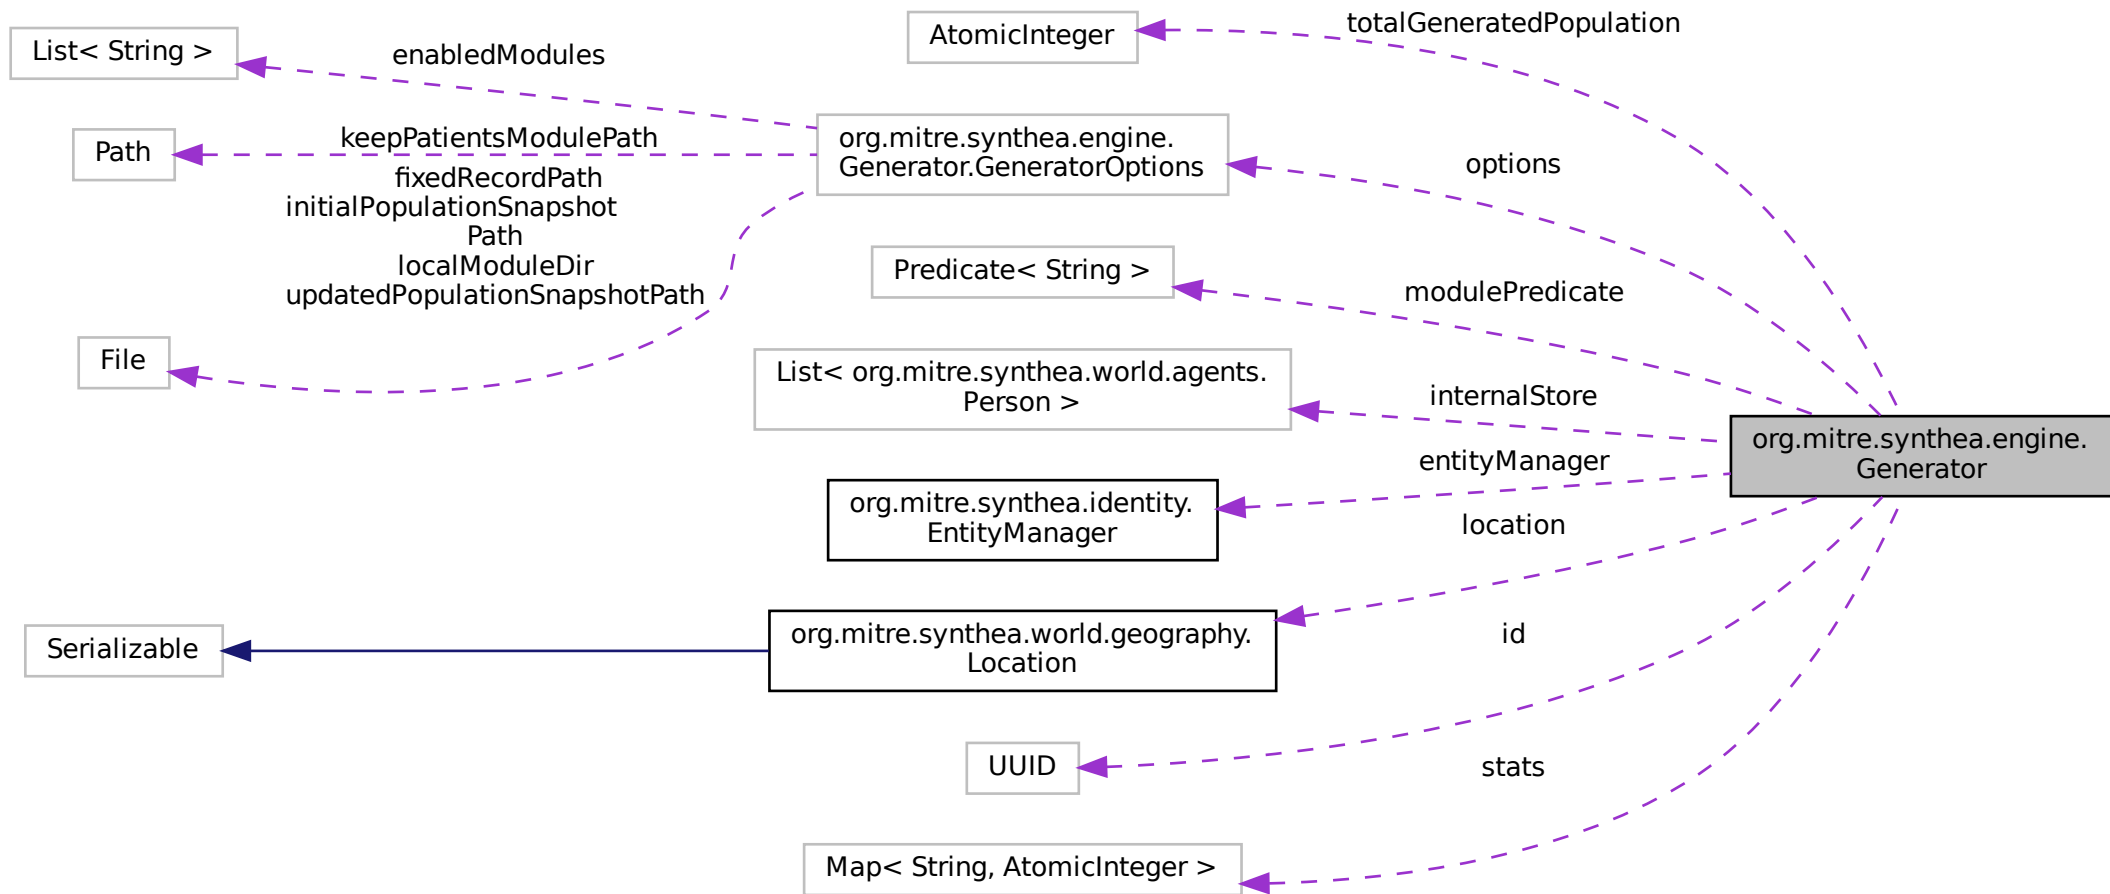 totalGeneratedPopulation
AtomicInteger
List< String >
enabledModules
org.mitre.synthea.engine.
Generator.GeneratorOptions
keepPatientsModulePath
Path
options
fixedRecordPath
initialPopulationSnapshot
Path
localModuleDir
updatedPopulationSnapshotPath
Predicate< String >
modulePredicate
File
List< org.mitre.synthea.world.agents.
Person >
internalStore
org.mitre.synthea.engine.
Generator
entityManager
org.mitre.synthea.identity.
EntityManager
location
Serializable
org.mitre.synthea.world.geography.
Location
id
UUID
stats
Map< String, AtomicInteger >